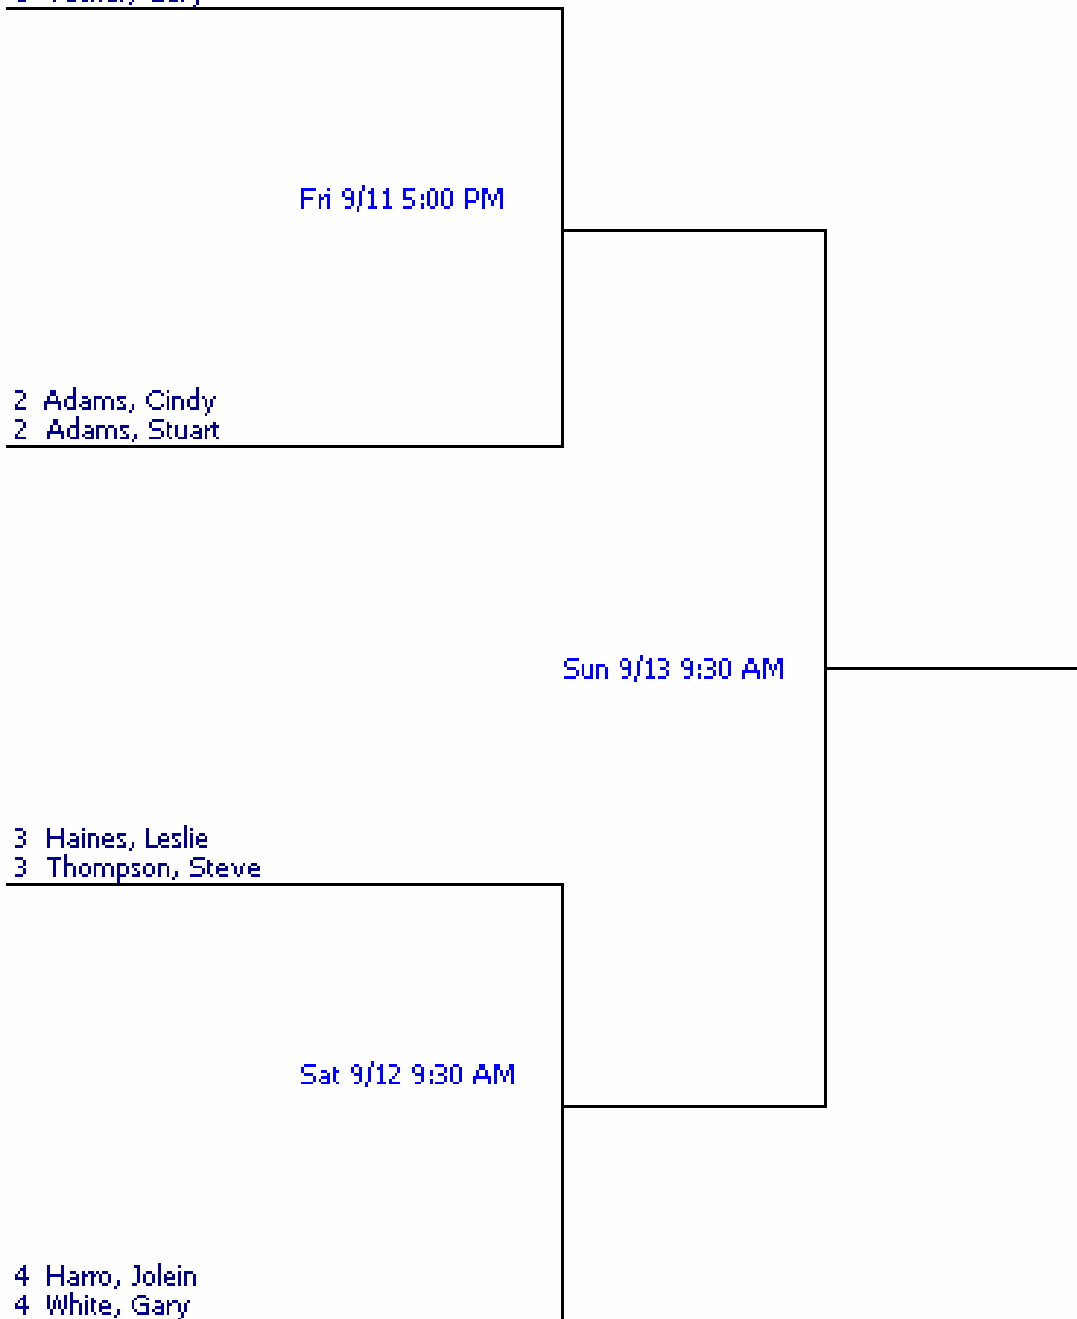 Fri 9/11 5:00 PM
2 Adams, Cindy
2 Adams, Stuart
Sun 9/13 9:30 AM
3 Haines, Leslie
3 Thompson, Steve
Sat 9/12 9:30 AM
4 Harro, Jolein
4 White, Gary